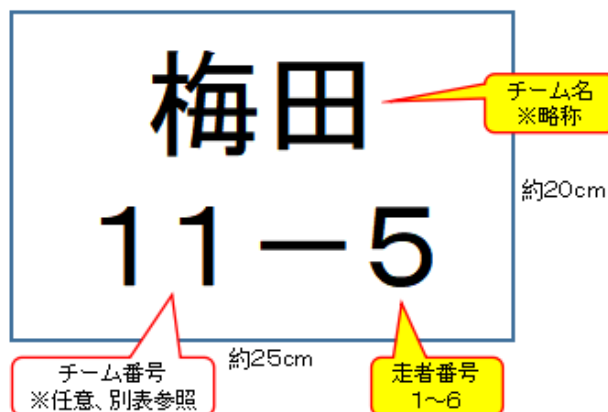 梅田
チーム名
※略称
11－5
約20cm
約25cm
チーム番号
※任意、別表参照
走者番号
1～6